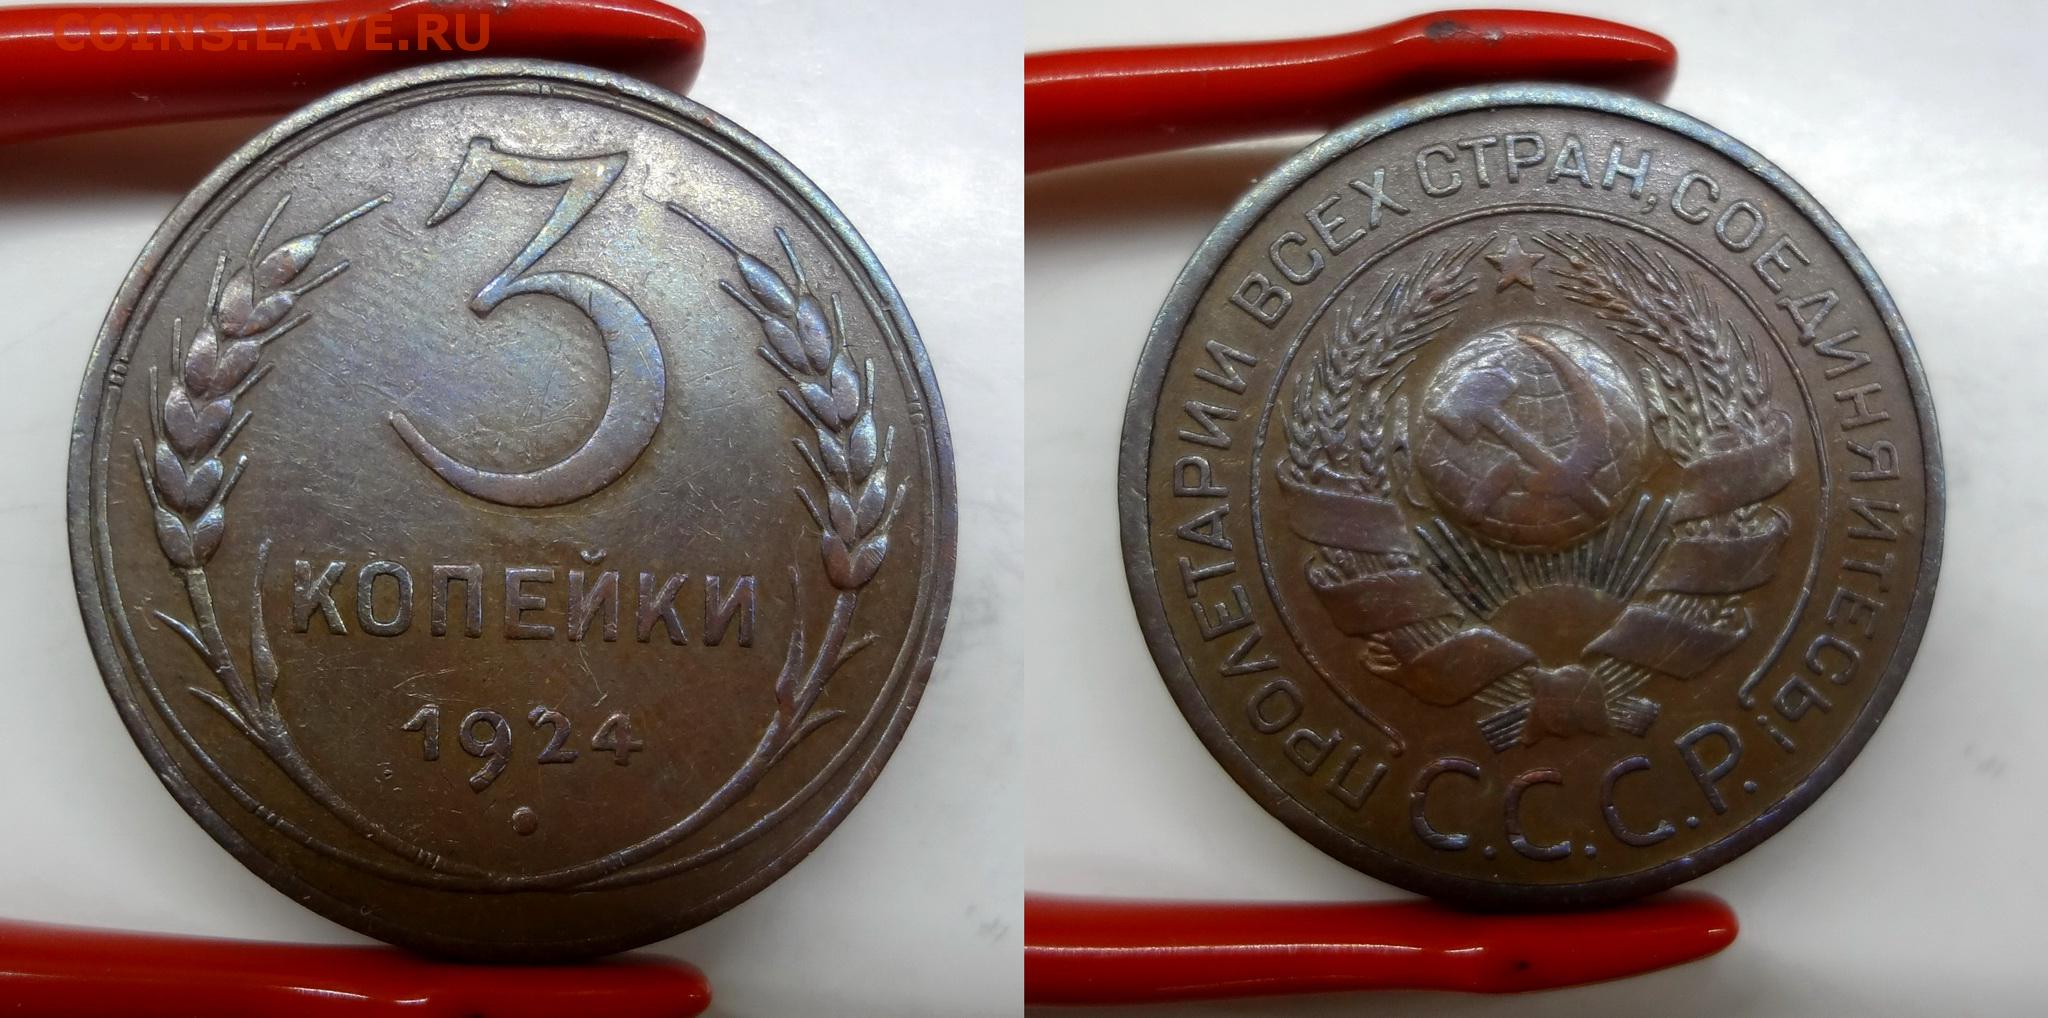 COINS.LAVE.RU
3
КОПЕЙКИ
1924
ПРОЛЕТАРИИ ВСЕХ СТРАН, СОЕДИНЯЙТЕСЬ!
С.С.С.Р.